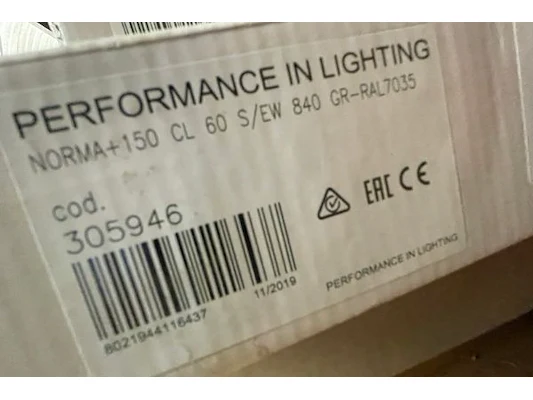 PERFORMANCE IN LIGHTING
NORMA+150 CL 60 S/EW 840 GR-RAL7035
cod.
305946
EAC CE
8021944116437
11/2019
PERFORMANCE IN LIGHTING